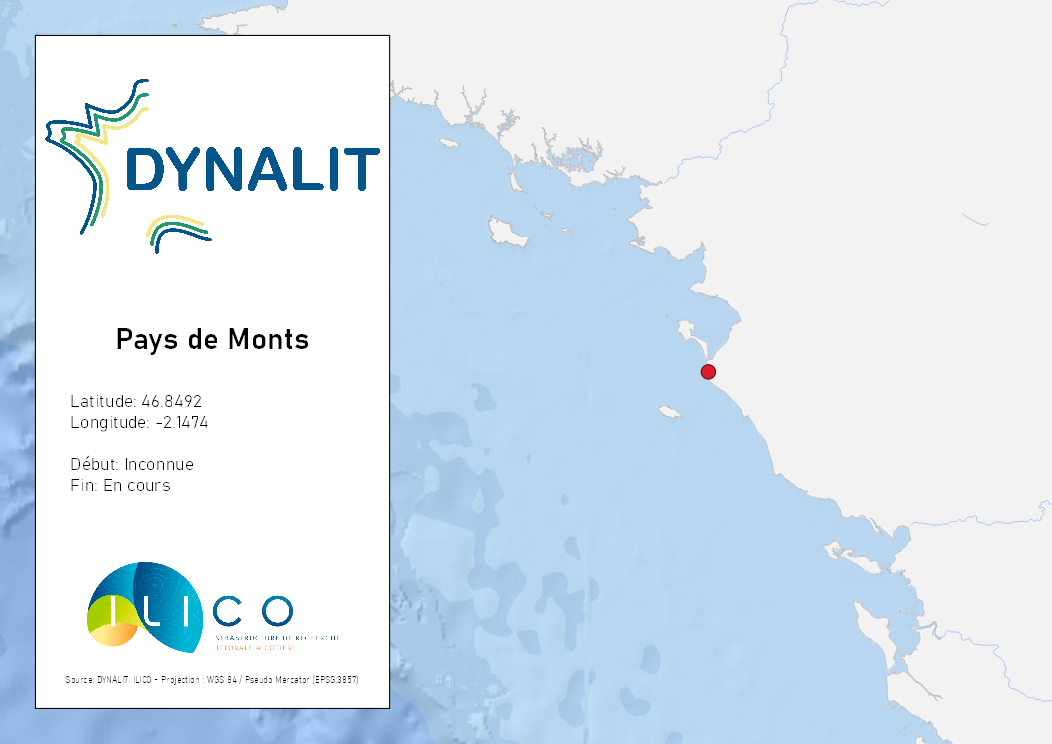 DYNALIT
Pays de Monts
Latitude: 46.8492
Longitude: -2.1474
Début: Inconnue
Fin: En cours
ILICO
INFRASTRUCTURE DE RECHERCHE
LITTORALE & COTIERE
Source: DYNALIT, ILICO - Projection : WGS 84 / Pseudo Mercator (EPSG:3857)